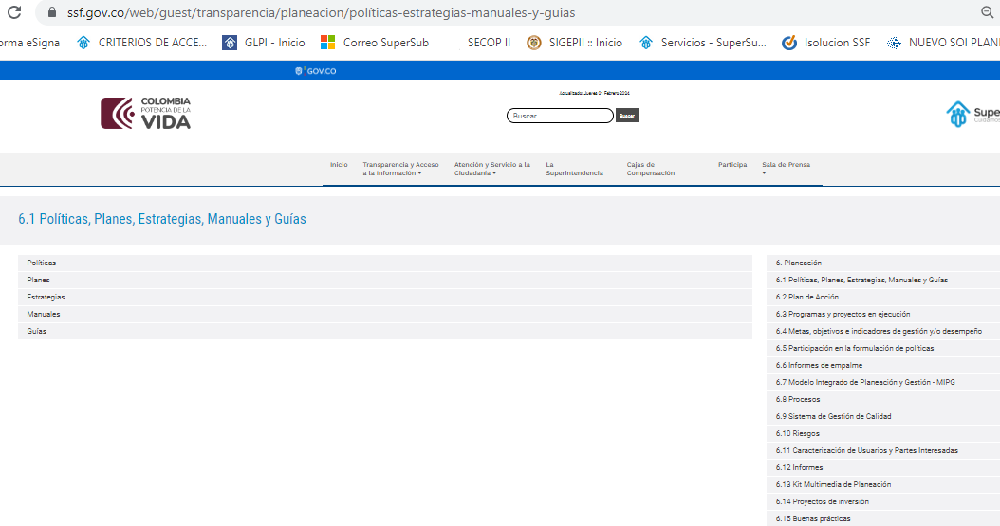 ssf.gov.co/web/guest/transparencia/planeacion/políticas-estrategias-manuales-y-guias
orma eSigna CRITERIOS DE ACCE... GLPI - Inicio Correo SuperSub SECOP II SIGEPII :: Inicio Servicios - SuperSu... Isolucion SSF NUEVO SOI PLANI
GOV.CO
Actualizado: Jueves 01 Febrero 2024
COLOMBIA
POTENCIA DE LA
VIDA
Buscar Buscar
Supe
Cuidamos
Inicio
Transparencia y Acceso
a la Información
Atención y Servicio a la
Ciudadanía
La
Superintendencia
Cajas de
Compensación
Participa
Sala de Prensa
6.1 Políticas, Planes, Estrategias, Manuales y Guías
Políticas
Planes
Estrategias
Manuales
Guías
6. Planeación
6.1 Políticas, Planes, Estrategias, Manuales y Guías
6.2 Plan de Acción
6.3 Programas y proyectos en ejecución
6.4 Metas, objetivos e indicadores de gestión y/o desempeño
6.5 Participación en la formulación de políticas
6.6 Informes de empalme
6.7 Modelo Integrado de Planeación y Gestión - MIPG
6.8 Procesos
6.9 Sistema de Gestión de Calidad
6.10 Riesgos
6.11 Caracterización de Usuarios y Partes Interesadas
6.12 Informes
6.13 Kit Multimedia de Planeación
6.14 Proyectos de inversión
6.15 Buenas prácticas